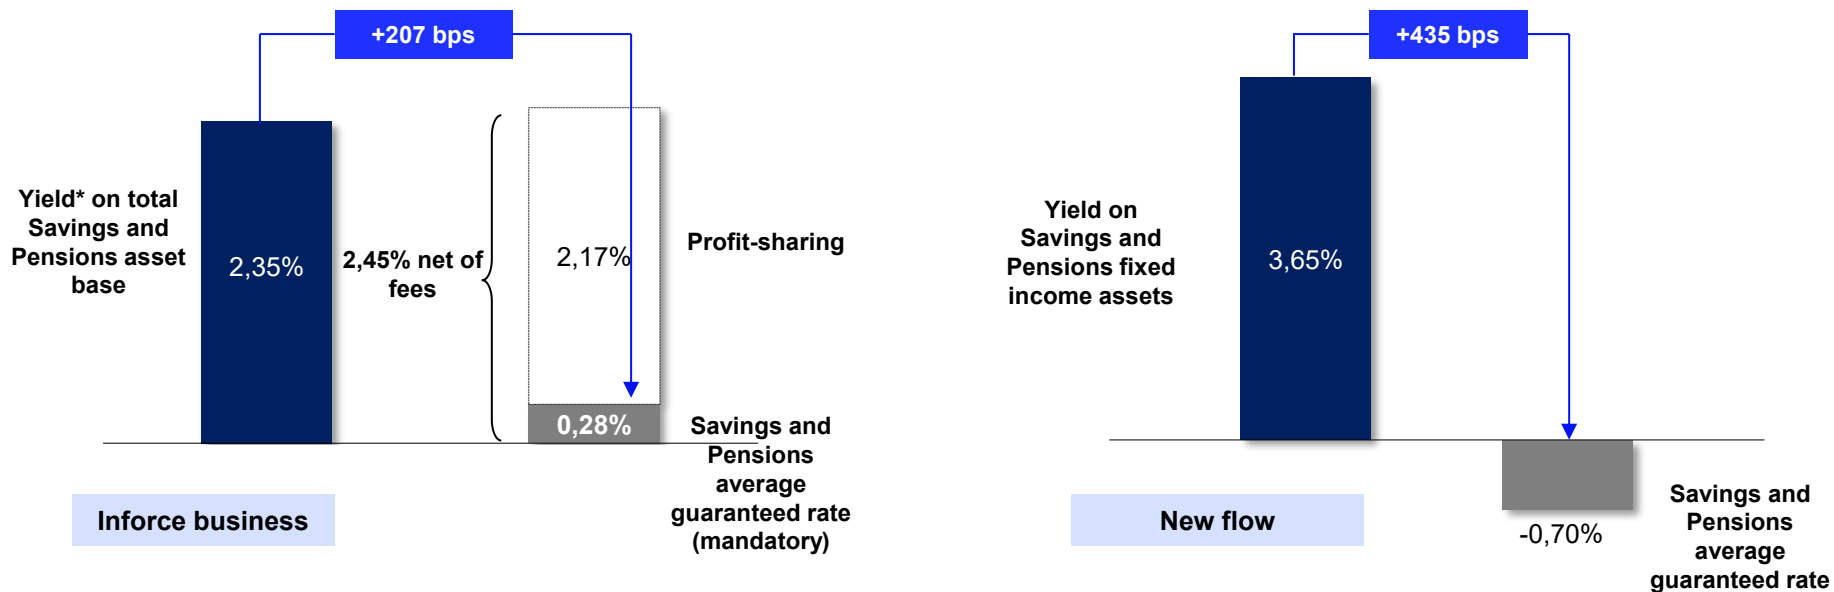 +207 bps
Yield* on total
Savings and
Pensions asset
base
2,35%
2,45% net of
fees
2,17%
Profit-sharing
0,28%
Savings and
Pensions
average
guaranteed rate
(mandatory)
Inforce business
+435 bps
Yield on
Savings and
Pensions fixed
income assets
3,65%
-0,70%
Savings and
Pensions
average
guaranteed rate
New flow